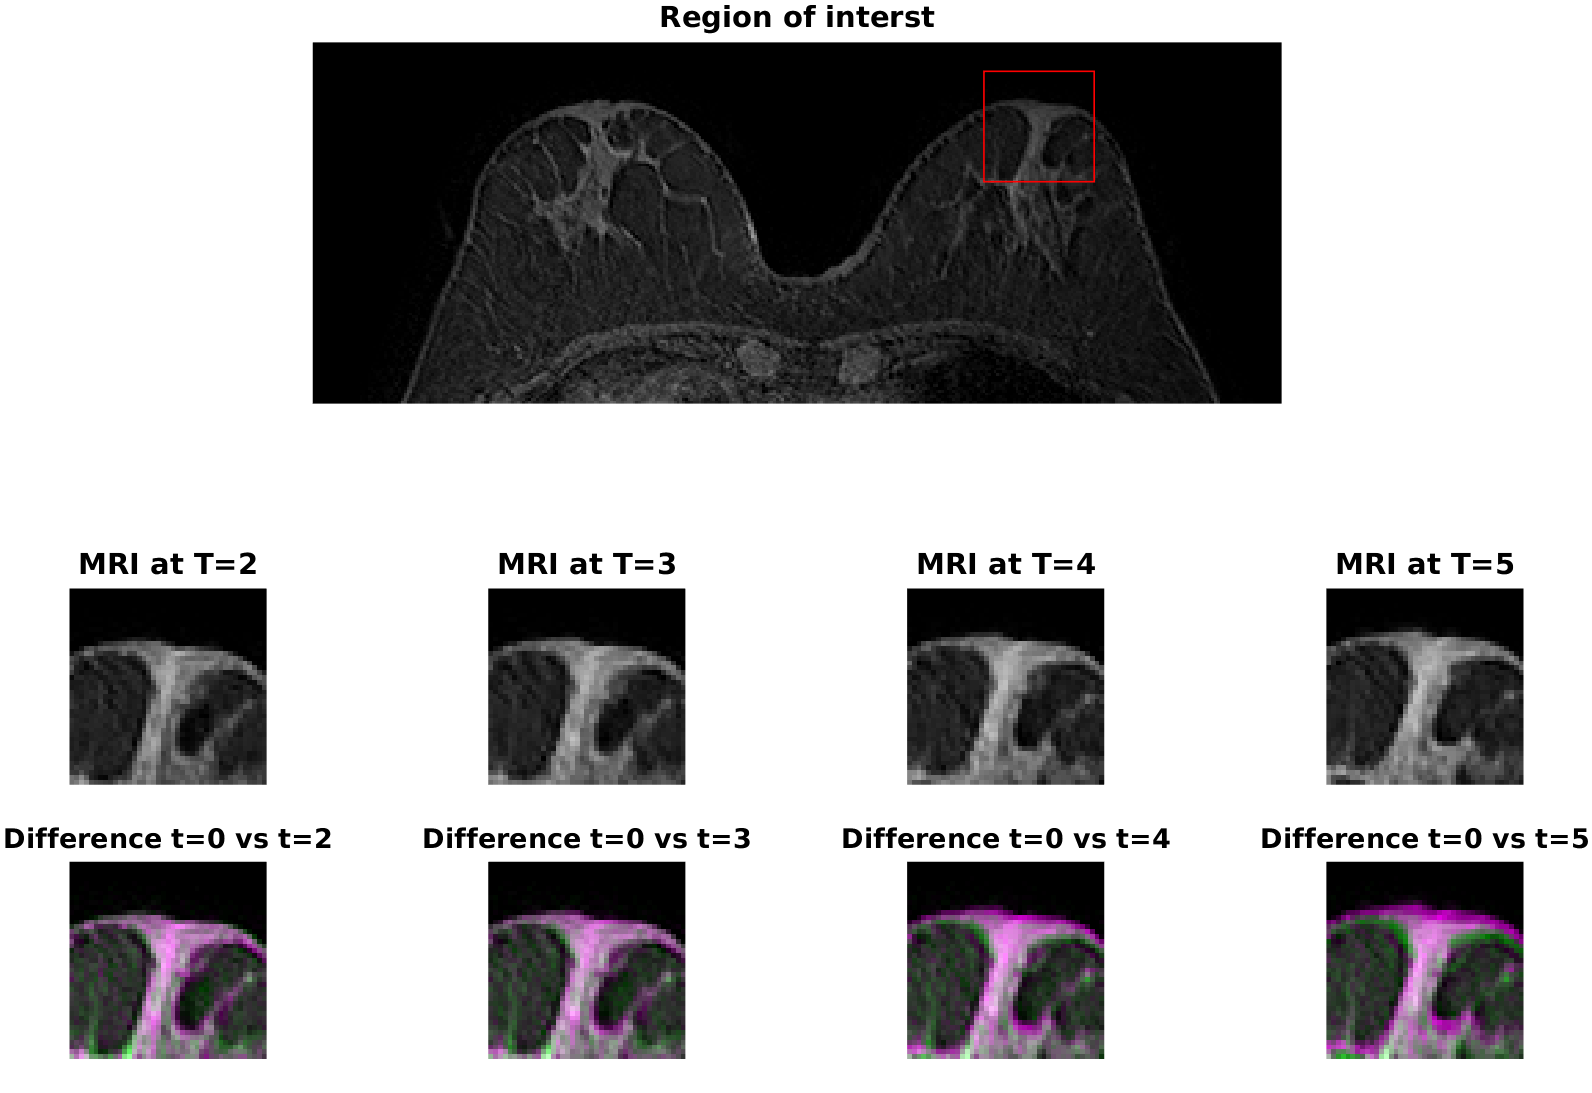 Region of interst
MRI at T=2
MRI at T=3
MRI at T=4
MRI at T=5
Difference t=0 vs t=2
Difference t=0 vs t=3
Difference t=0 vs t=4
Difference t=0 vs t=5